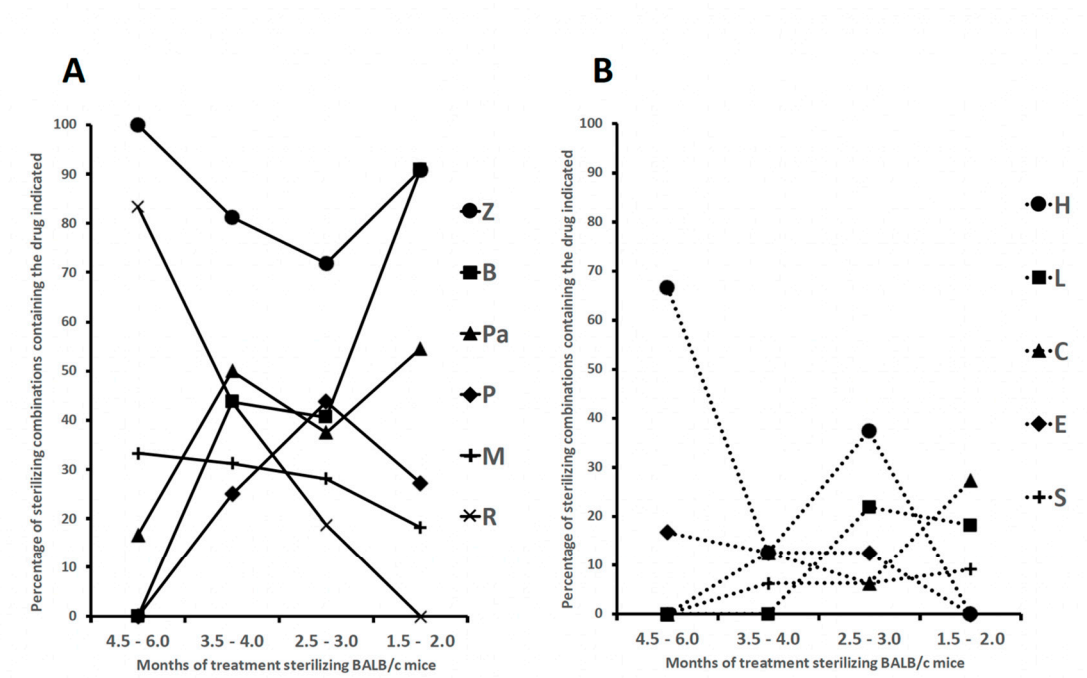 A
Percentage of sterilizing combinations containing the drug indicated
100
90
80
70
60
50
40
30
20
10
0
4.5 - 6.0 3.5 - 4.0 2.5 - 3.0 1.5 - 2.0
Months of treatment sterilizing BALB/c mice
Z
B
Pa
P
M
R
B
Percentage of sterilizing combinations containing the drug indicated
100
90
80
70
60
50
40
30
20
10
0
4.5 - 6.0 3.5 - 4.0 2.5 - 3.0 1.5 - 2.0
Months of treatment sterilizing BALB/c mice
H
L
C
E
S